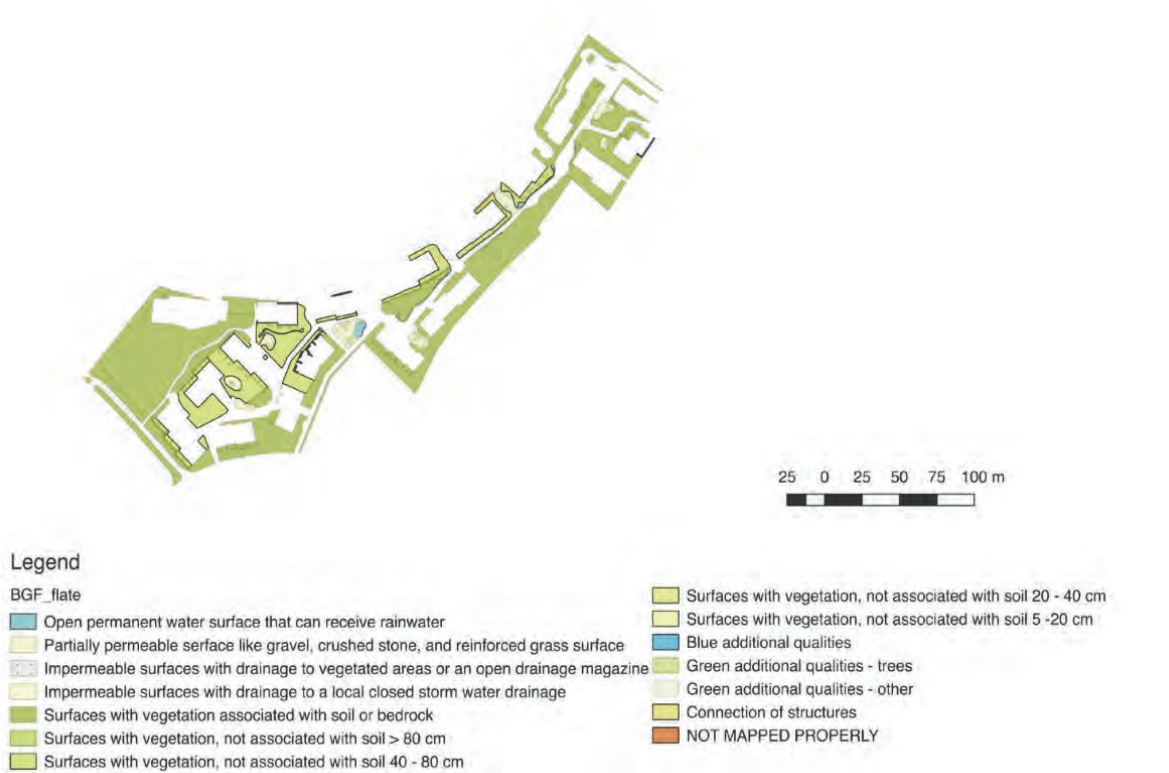 25 0 25 50 75 100 m
Legend
BGF_flate
Open permanent water surface that can receive rainwater
Partially permeable serface like gravel, crushed stone, and reinforced grass surface
Impermeable surfaces with drainage to vegetated areas or an open drainage magazine
Impermeable surfaces with drainage to a local closed storm water drainage
Surfaces with vegetation associated with soil or bedrock
Surfaces with vegetation, not associated with soil > 80 cm
Surfaces with vegetation, not associated with soil 40 - 80 cm
Surfaces with vegetation, not associated with soil 20 - 40 cm
Surfaces with vegetation, not associated with soil 5 -20 cm
Blue additional qualities
Green additional qualities - trees
Green additional qualities - other
Connection of structures
NOT MAPPED PROPERLY